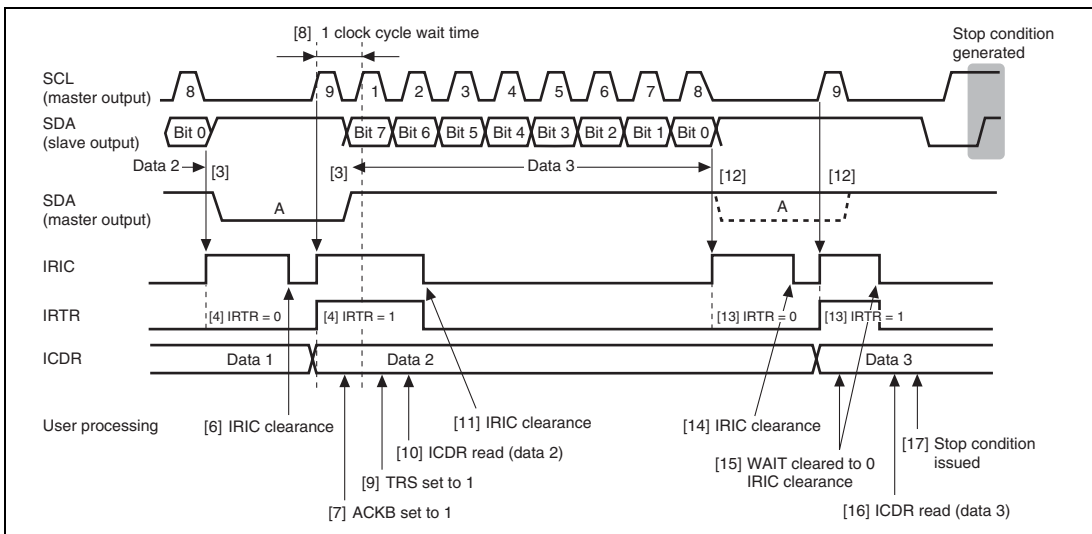 [8] 1 clock cycle wait time
Stop condition
generated
SCL
(master output)
8 9 1 2 3 4 5 6 7 8 9
SDA
(slave output)
Bit 0 Bit 7 Bit 6 Bit 5 Bit 4 Bit 3 Bit 2 Bit 1 Bit 0
Data 2 [3] [3] Data 3 [12] [12]
SDA
(master output)
A A
IRIC
IRTR
[4] IRTR = 0 [4] IRTR = 1 [13] IRTR = 0 [13] IRTR = 1
ICDR
Data 1 Data 2 Data 3
User processing
[6] IRIC clearance
[11] IRIC clearance
[14] IRIC clearance
[17] Stop condition
issued
[10] ICDR read (data 2)
[15] WAIT cleared to 0
IRIC clearance
[9] TRS set to 1
[7] ACKB set to 1
[16] ICDR read (data 3)